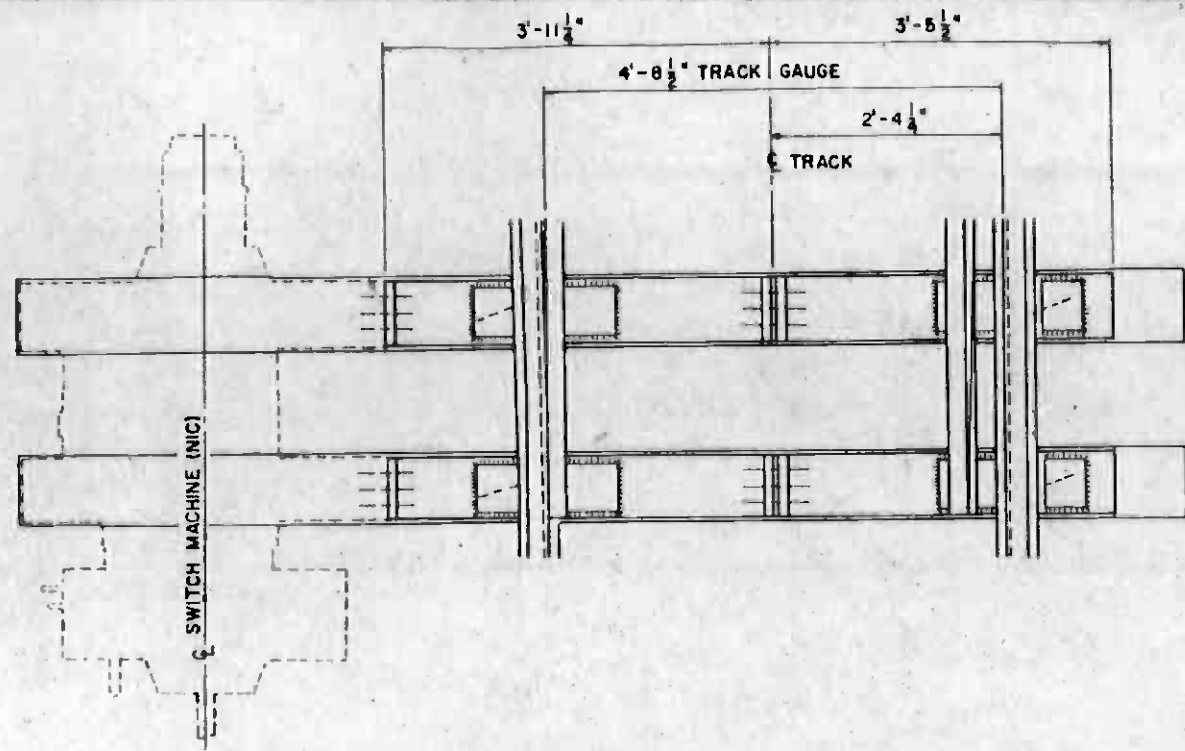 3'-11 1/4"
3'-5 1/2"
4'-8 1/2" TRACK GAUGE
2'-4 1/4"
℄ TRACK
℄ SWITCH MACHINE (NIC)